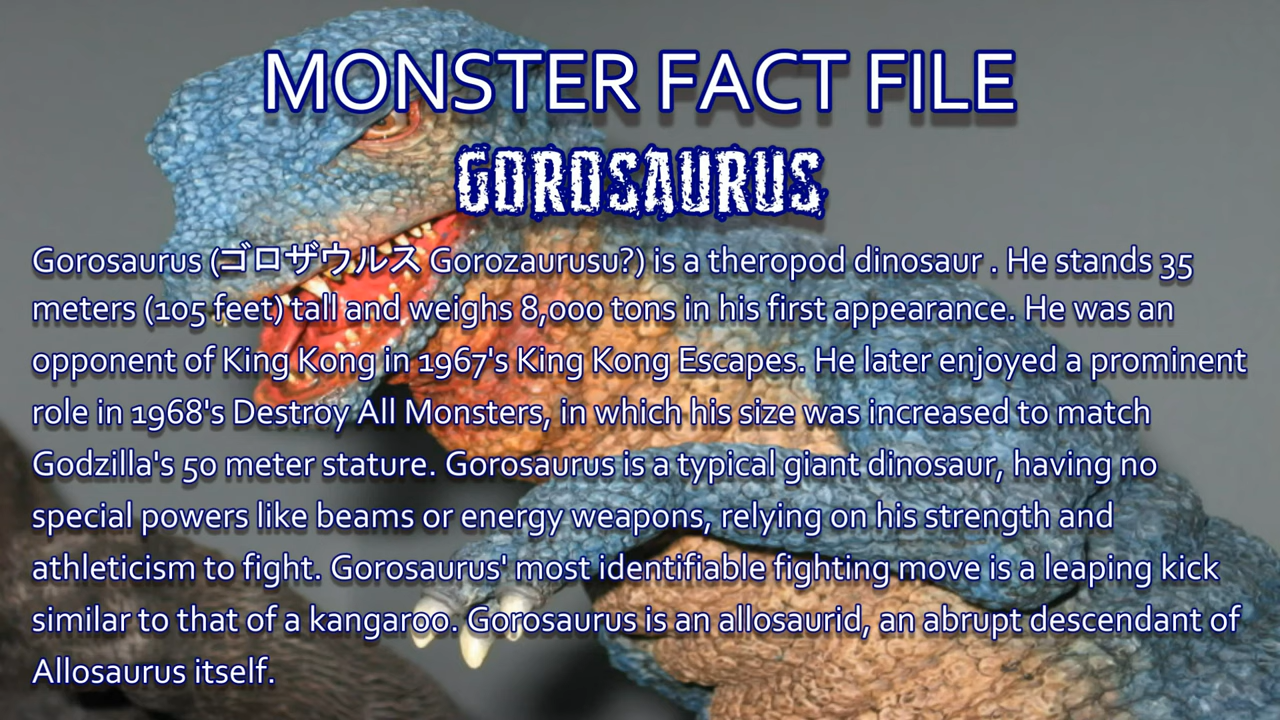 MONSTER FACT FILE
GOROSAURUS
Gorosaurus (ゴロザウルス Gorozaurusu?) is a theropod dinosaur . He stands 35
meters (105 feet) tall and weighs 8,000 tons in his first appearance. He was an
opponent of King Kong in 1967's King Kong Escapes. He later enjoyed a prominent
role in 1968's Destroy All Monsters, in which his size was increased to match
Godzilla's 50 meter stature. Gorosaurus is a typical giant dinosaur, having no
special powers like beams or energy weapons, relying on his strength and
athleticism to fight. Gorosaurus' most identifiable fighting move is a leaping kick
similar to that of a kangaroo. Gorosaurus is an allosaurid, an abrupt descendant of
Allosaurus itself.